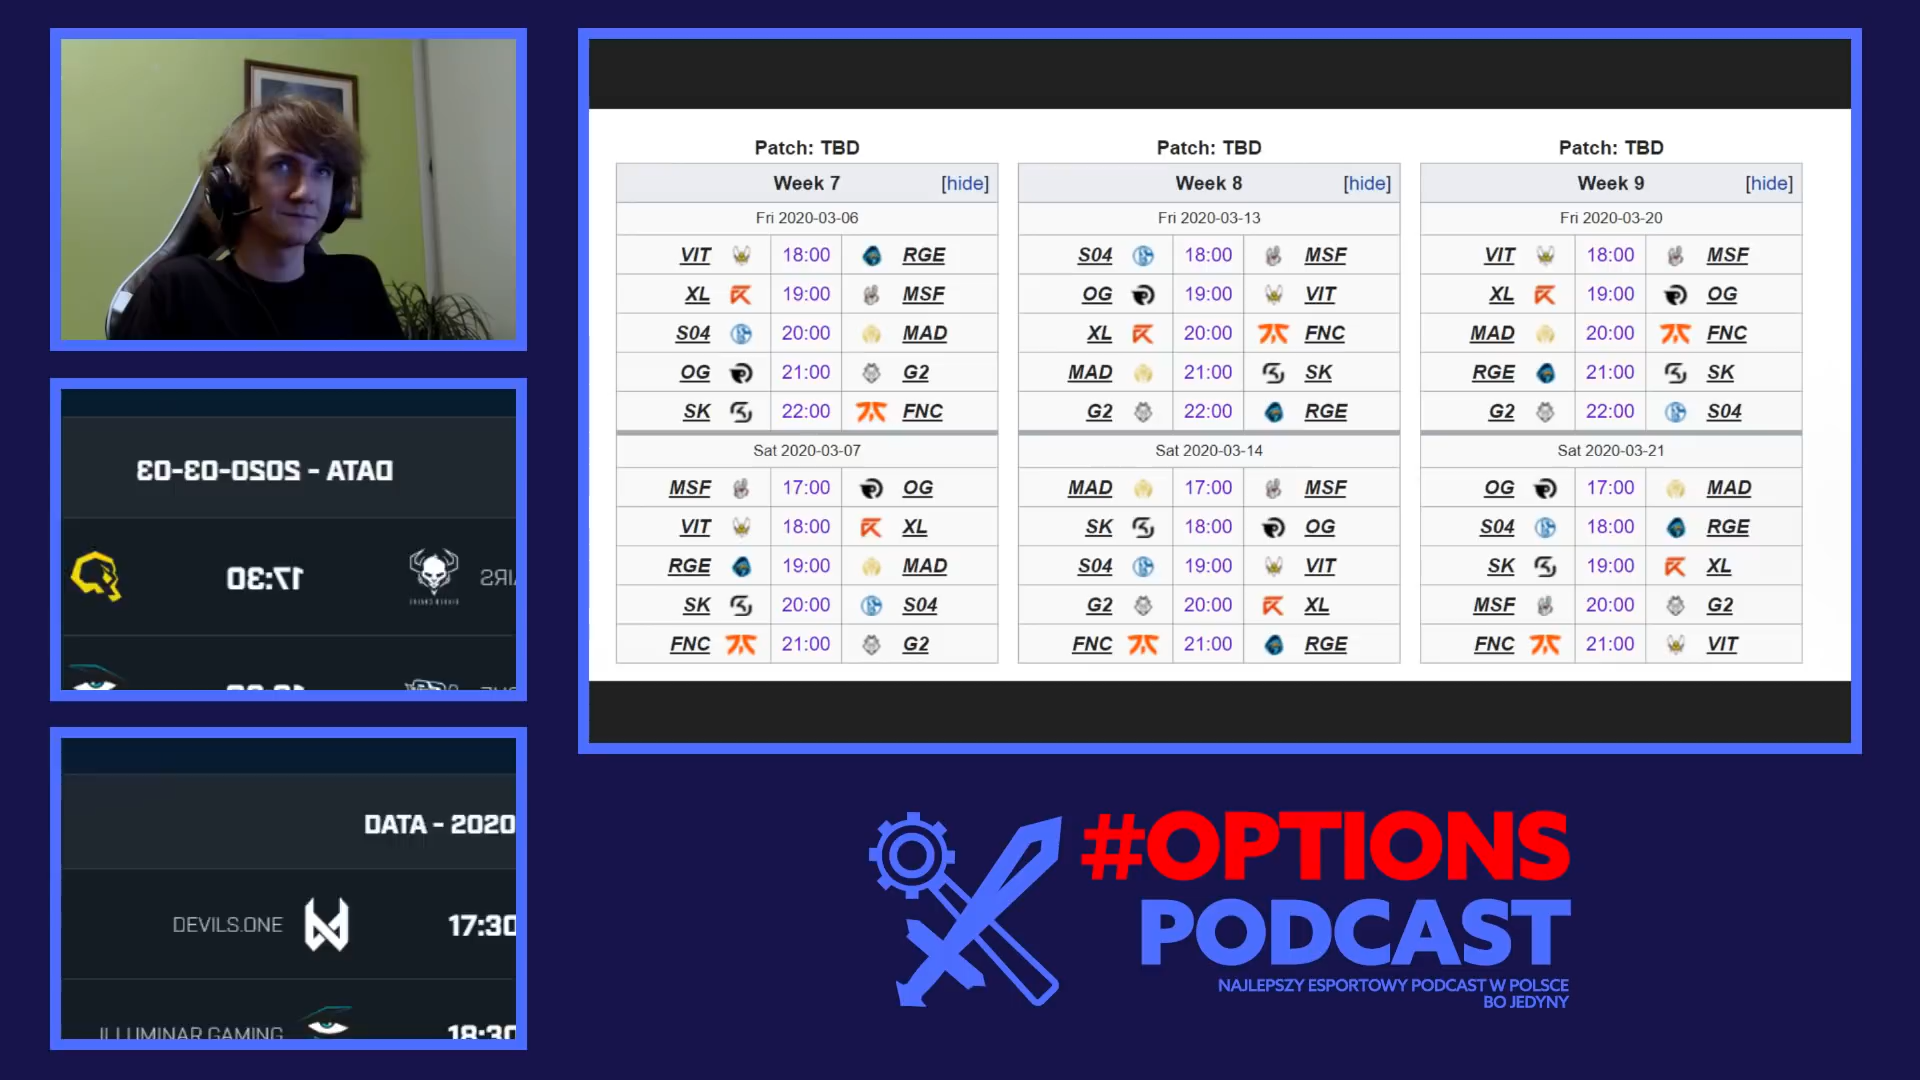 Patch: TBD
Week 7 [hide]
Fri 2020-03-06
VIT 18:00 RGE
XL 19:00 MSF
S04 20:00 MAD
OG 21:00 G2
SK 22:00 FNC
Sat 2020-03-07
MSF 17:00 OG
VIT 18:00 XL
RGE 19:00 MAD
SK 20:00 S04
FNC 21:00 G2
Patch: TBD
Week 8 [hide]
Fri 2020-03-13
S04 18:00 MSF
OG 19:00 VIT
XL 20:00 FNC
MAD 21:00 SK
G2 22:00 RGE
Sat 2020-03-14
MAD 17:00 MSF
SK 18:00 OG
S04 19:00 VIT
G2 20:00 XL
FNC 21:00 RGE
Patch: TBD
Week 9 [hide]
Fri 2020-03-20
VIT 18:00 MSF
XL 19:00 OG
MAD 20:00 FNC
RGE 21:00 SK
G2 22:00 S04
Sat 2020-03-21
OG 17:00 MAD
S04 18:00 RGE
SK 19:00 XL
MSF 20:00 G2
FNC 21:00 VIT
DATA - 2020-03-03
17:30
DATA - 2020
DEVILS.ONE 17:30
ILLUMINAR GAMING 18:30
#OPTIONS
PODCAST
NAJLEPSZY ESPORTOWY PODCAST W POLSCE
BO JEDYNY